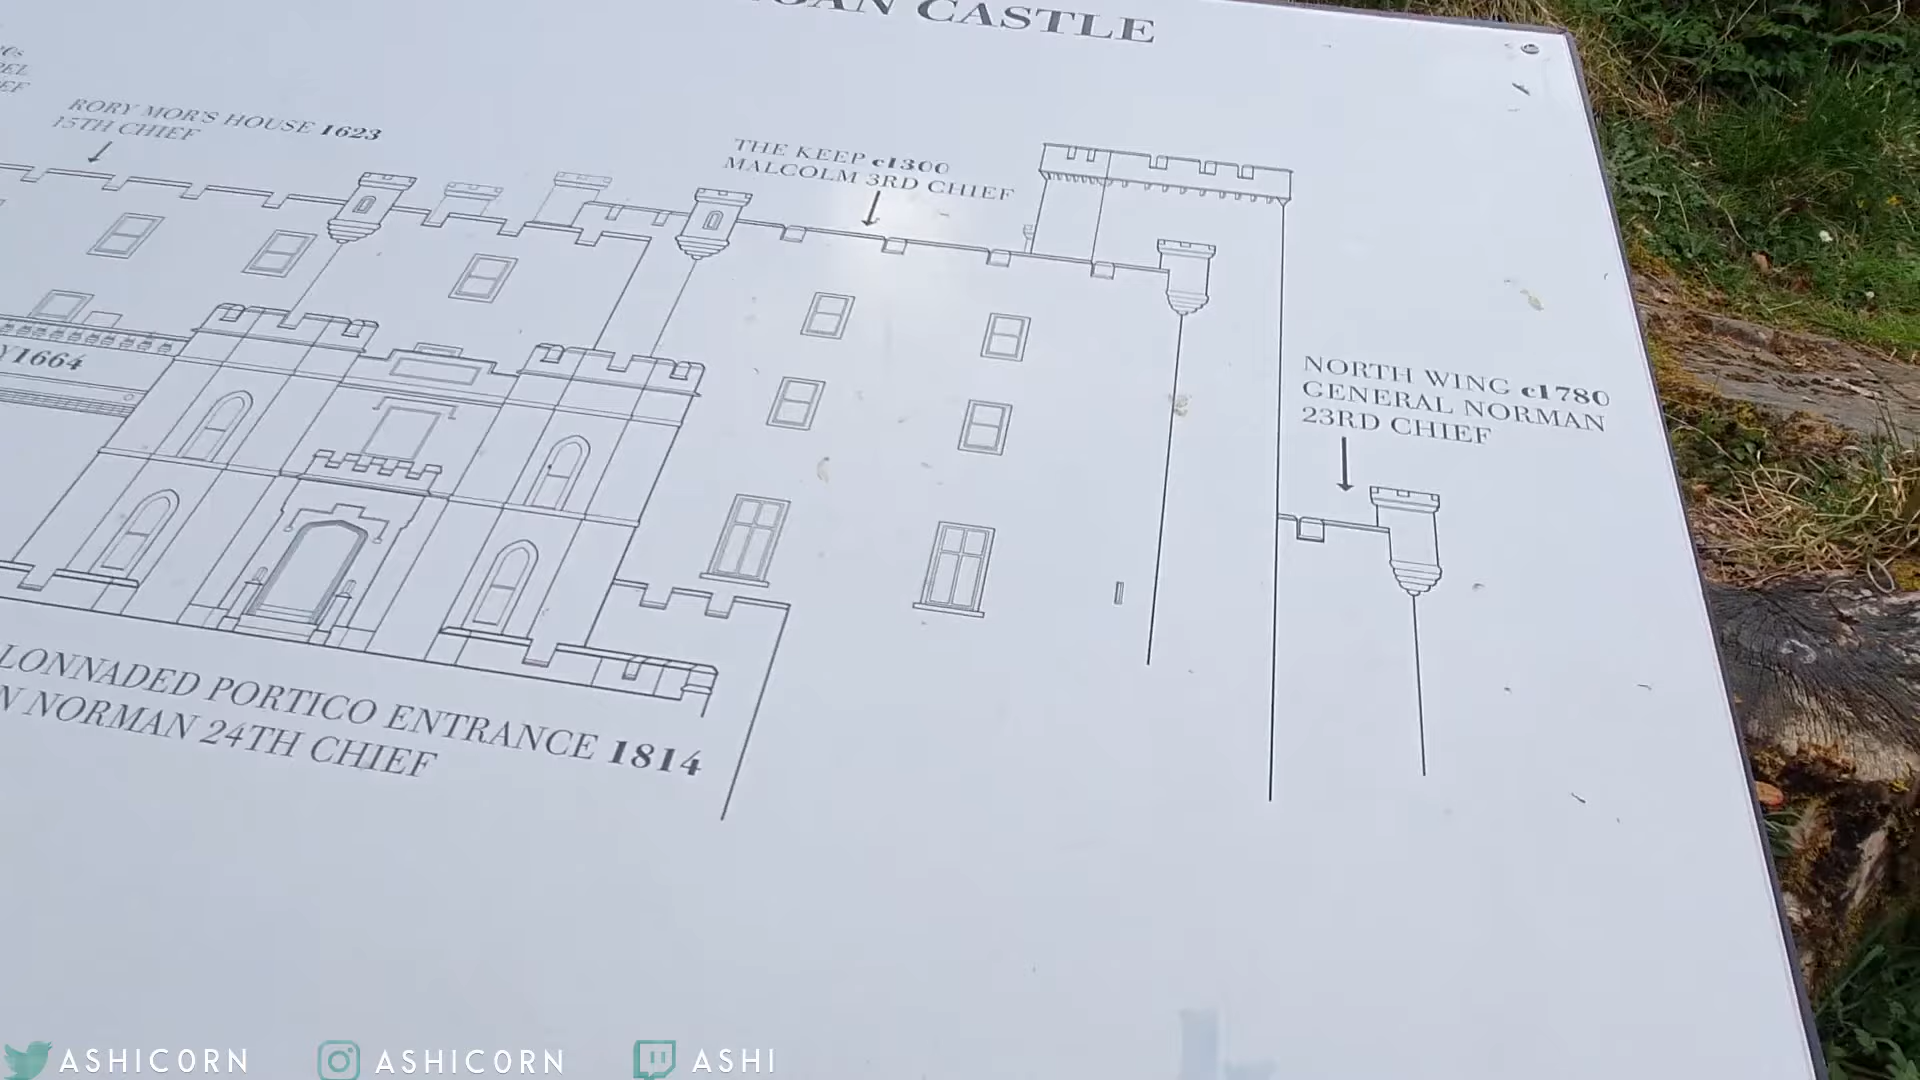 CASTLE
RORY MOR'S HOUSE 1623
15TH CHIEF
THE KEEP c1300
MALCOLM 3RD CHIEF
1664
NORTH WING c1780
GENERAL NORMAN
23RD CHIEF
LONNADED PORTICO ENTRANCE 1814
N NORMAN 24TH CHIEF
ASHICORN
ASHICORN
ASHI